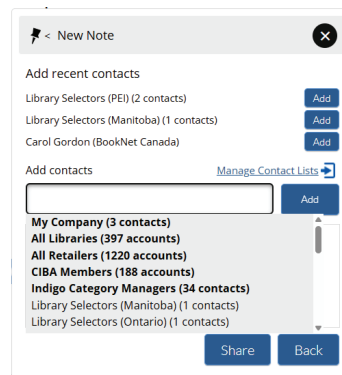 < New Note
Add recent contacts
Library Selectors (PEI) (2 contacts) Add
Library Selectors (Manitoba) (1 contacts) Add
Carol Gordon (BookNet Canada) Add
Add contacts Manage Contact Lists
Add
My Company (3 contacts)
All Libraries (397 accounts)
All Retailers (1220 accounts)
CIBA Members (188 accounts)
Indigo Category Managers (34 contacts)
Library Selectors (Manitoba) (1 contacts)
Library Selectors (Ontario) (1 contacts)
Share Back